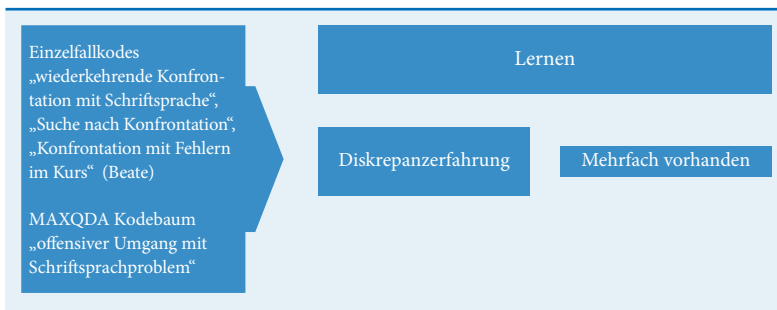 Einzelfallkodes
„wiederkehrende Konfron-
tation mit Schriftsprache“,
„Suche nach Konfrontation“,
„Konfrontation mit Fehlern
im Kurs“ (Beate)
MAXQDA Kodebaum
„offensiver Umgang mit
Schriftsprachproblem“
Lernen
Diskrepanzerfahrung
Mehrfach vorhanden